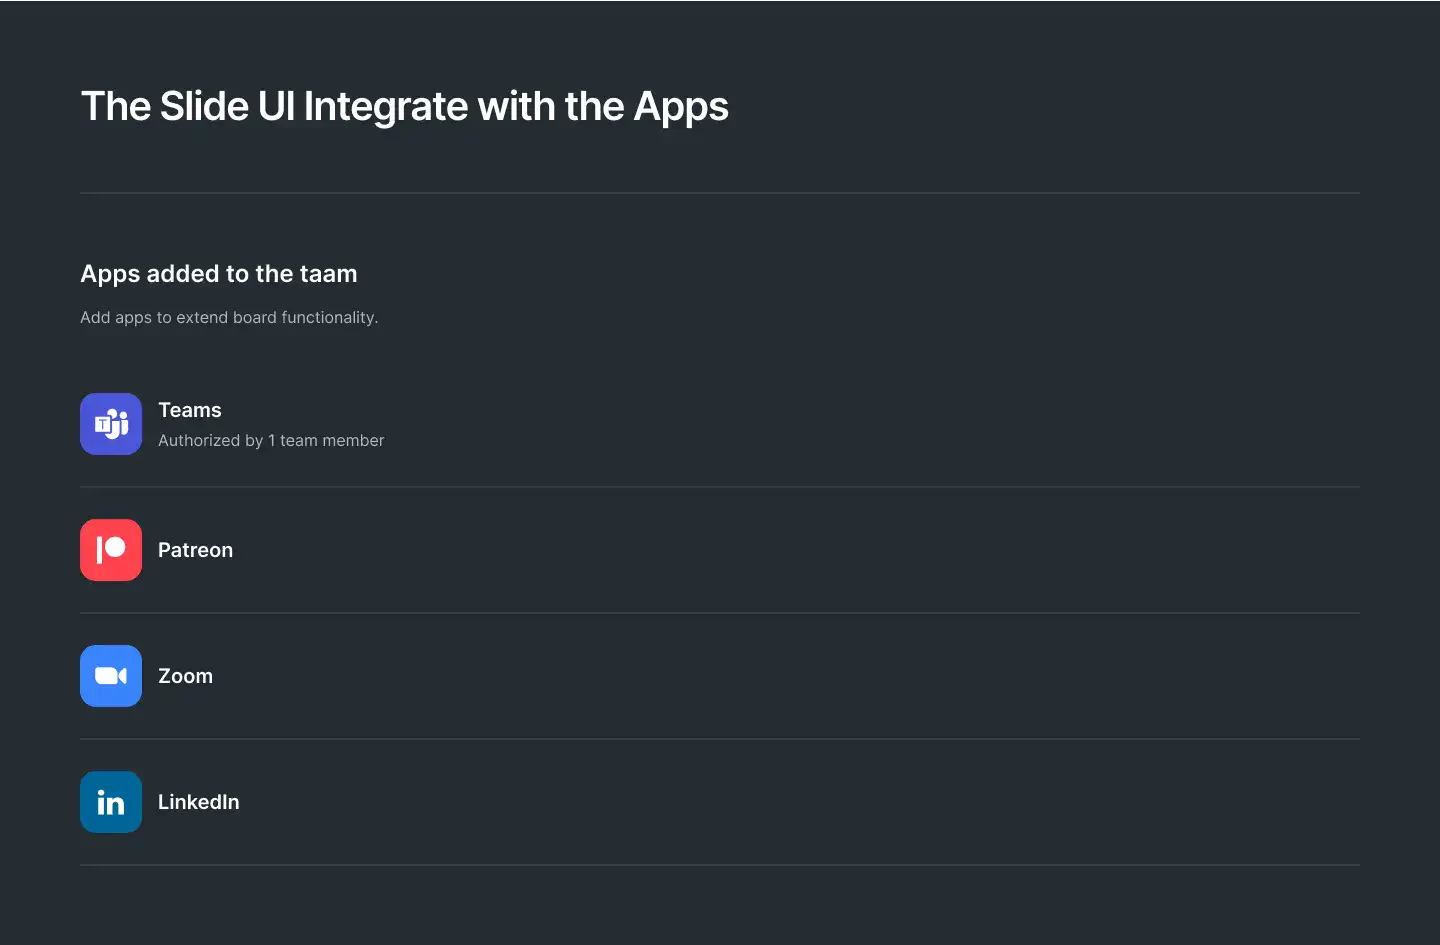 The Slide UI Integrate with the Apps
Apps added to the taam
Add apps to extend board functionality.
Teams
Authorized by 1 team member
Patreon
Zoom
in
LinkedIn